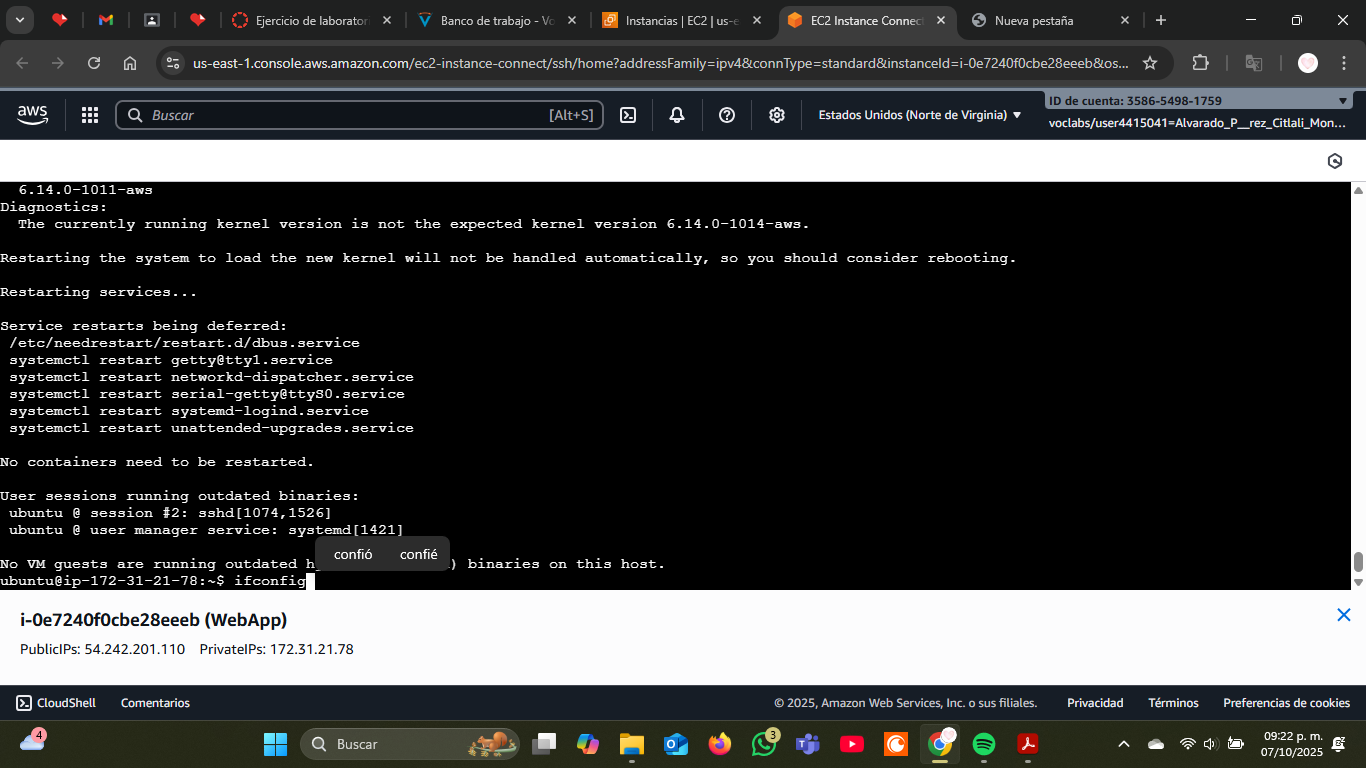 Ejercicio de laboratori
Banco de trabajo - Vo
Instancias | EC2 | us-e
EC2 Instance Connect
Nueva pestaña
us-east-1.console.aws.amazon.com/ec2-instance-connect/ssh/home?addressFamily=ipv4&connType=standard&instanceId=i-0e7240f0cbe28eeeb&os...
aws
Buscar
[Alt+S]
Estados Unidos (Norte de Virginia)
ID de cuenta: 3586-5498-1759
voclabs/user4415041=Alvarado_P__rez_Citlali_Mon...
6.14.0-1011-aws
Diagnostics:
The currently running kernel version is not the expected kernel version 6.14.0-1014-aws.
Restarting the system to load the new kernel will not be handled automatically, so you should consider rebooting.
Restarting services...
Service restarts being deferred:
/etc/needrestart/restart.d/dbus.service
systemctl restart getty@tty1.service
systemctl restart networkd-dispatcher.service
systemctl restart serial-getty@ttyS0.service
systemctl restart systemd-logind.service
systemctl restart unattended-upgrades.service
No containers need to be restarted.
User sessions running outdated binaries:
ubuntu @ session #2: sshd[1074,1526]
ubuntu @ user manager service: systemd[1421]
confió confié
No VM guests are running outdated h ) binaries on this host.
ubuntu@ip-172-31-21-78:~$ ifconfig
i-0e7240f0cbe28eeeb (WebApp)
PublicIPs: 54.242.201.110 PrivateIPs: 172.31.21.78
CloudShell
Comentarios
© 2025, Amazon Web Services, Inc. o sus filiales.
Privacidad
Términos
Preferencias de cookies
4
Buscar
3
09:22 p. m.
07/10/2025